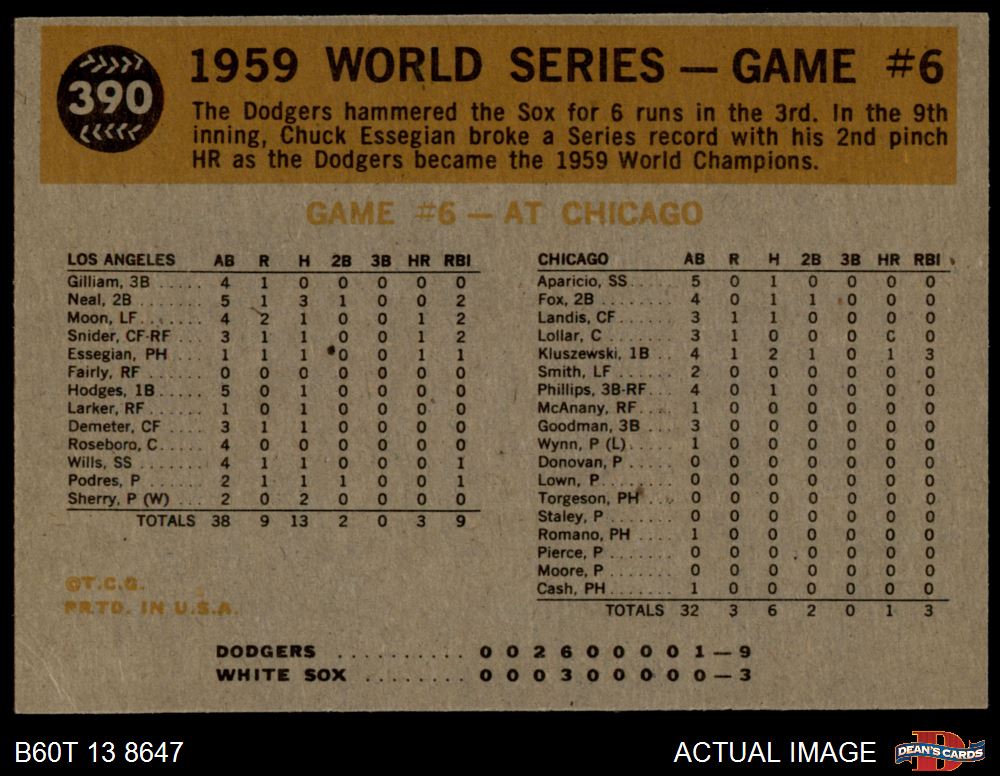 390
1959 WORLD SERIES — GAME #6
The Dodgers hammered the Sox for 6 runs in the 3rd. In the 9th
inning, Chuck Essegian broke a Series record with his 2nd pinch
HR as the Dodgers became the 1959 World Champions.
GAME #6 — AT CHICAGO
LOS ANGELES AB R H 2B 3B HR RBI
Gilliam, 3B ..... 4 1 0 0 0 0 0
Neal, 2B ........ 5 1 3 1 0 0 2
Moon, LF ........ 4 2 1 0 0 1 2
Snider, CF-RF ... 3 1 1 0 0 1 2
Essegian, PH ... 1 1 1 0 0 1 1
Fairly, RF ...... 0 0 0 0 0 0 0
Hodges, 1B ..... 5 0 1 0 0 0 0
Larker, RF ...... 1 0 1 0 0 0 0
Demeter, CF .... 3 1 1 0 0 0 0
Roseboro, C..... 4 0 0 0 0 0 0
Wills, SS ....... 4 1 1 0 0 0 1
Podres, P ....... 2 1 1 1 0 0 1
Sherry, P (W) ... 2 0 2 0 0 0 0
TOTALS 38 9 13 2 0 3 9
CHICAGO AB R H 2B 3B HR RBI
Aparicio, SS..... 5 0 1 0 0 0 0
Fox, 2B ......... 4 0 1 1 0 0 0
Landis, CF ...... 3 1 1 0 0 0 0
Lollar, C ....... 3 1 0 0 0 0 0
Kluszewski, 1B .. 4 1 2 1 0 1 3
Smith, LF ....... 2 0 0 0 0 0 0
Phillips, 3B-RF .. 4 0 1 0 0 0 0
McAnany, RF.... 1 0 0 0 0 0 0
Goodman, 3B ... 3 0 0 0 0 0 0
Wynn, P (L)..... 1 0 0 0 0 0 0
Donovan, P ..... 0 0 0 0 0 0 0
Lown, P......... 0 0 0 0 0 0 0
Torgeson, PH ... 0 0 0 0 0 0 0
Staley, P ....... 0 0 0 0 0 0 0
Romano, PH .... 1 0 0 0 0 0 0
Pierce, P ....... 0 0 0 0 0 0 0
Moore, P ....... 0 0 0 0 0 0 0
Cash, PH ....... 1 0 0 0 0 0 0
TOTALS 32 3 6 2 0 1 3
©T.C.G.
PRTD. IN U.S.A.
DODGERS .......... 0 0 2 6 0 0 0 0 1 — 9
WHITE SOX ........ 0 0 0 3 0 0 0 0 0 — 3
B60T 13 8647
ACTUAL IMAGE
D
DEAN'S CARDS